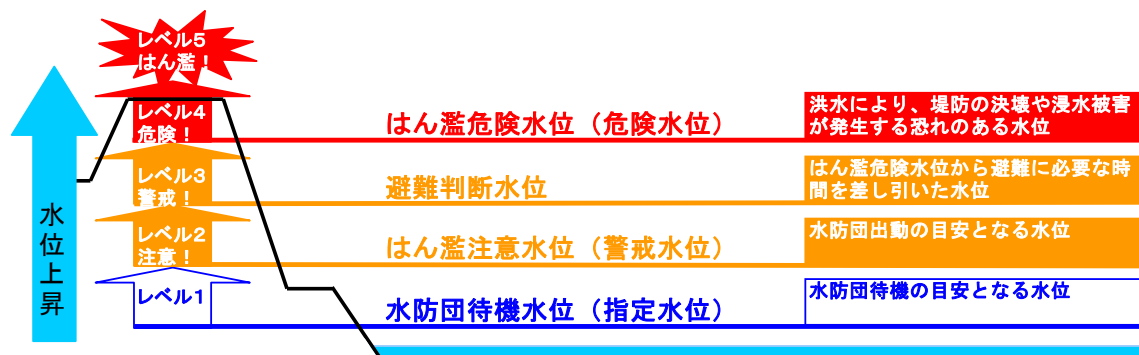 レベル5
はん濫！
レベル4
危険！
はん濫危険水位（危険水位）
洪水により、堤防の決壊や浸水被害
が発生する恐れのある水位
レベル3
警戒！
避難判断水位
はん濫危険水位から避難に必要な時
間を差し引いた水位
レベル2
注意！
はん濫注意水位（警戒水位）
水防団出動の目安となる水位
レベル1
水防団待機水位（指定水位）
水防団待機の目安となる水位
水位上昇